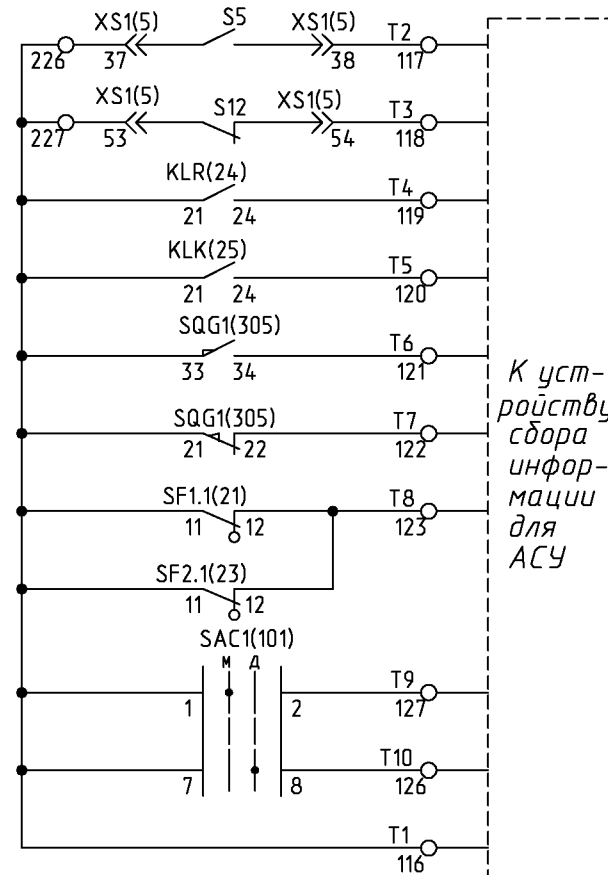 XS1(5) S5 XS1(5) T2
226 37 38 117
XS1(5) S12 XS1(5) T3
227 53 54 118
KLR(24) T4
21 24 119
KLK(25) T5
21 24 120
SQG1(305) T6
33 34 121
SQG1(305) T7
21 22 122
SF1.1(21) T8
11 12 123
SF2.1(23)
11 12
SAC1(101)
М Д
T9
1 2 127
T10
7 8 126
T1
116
К уст-
ройству
сбора
инфор-
мации
для
АСУ